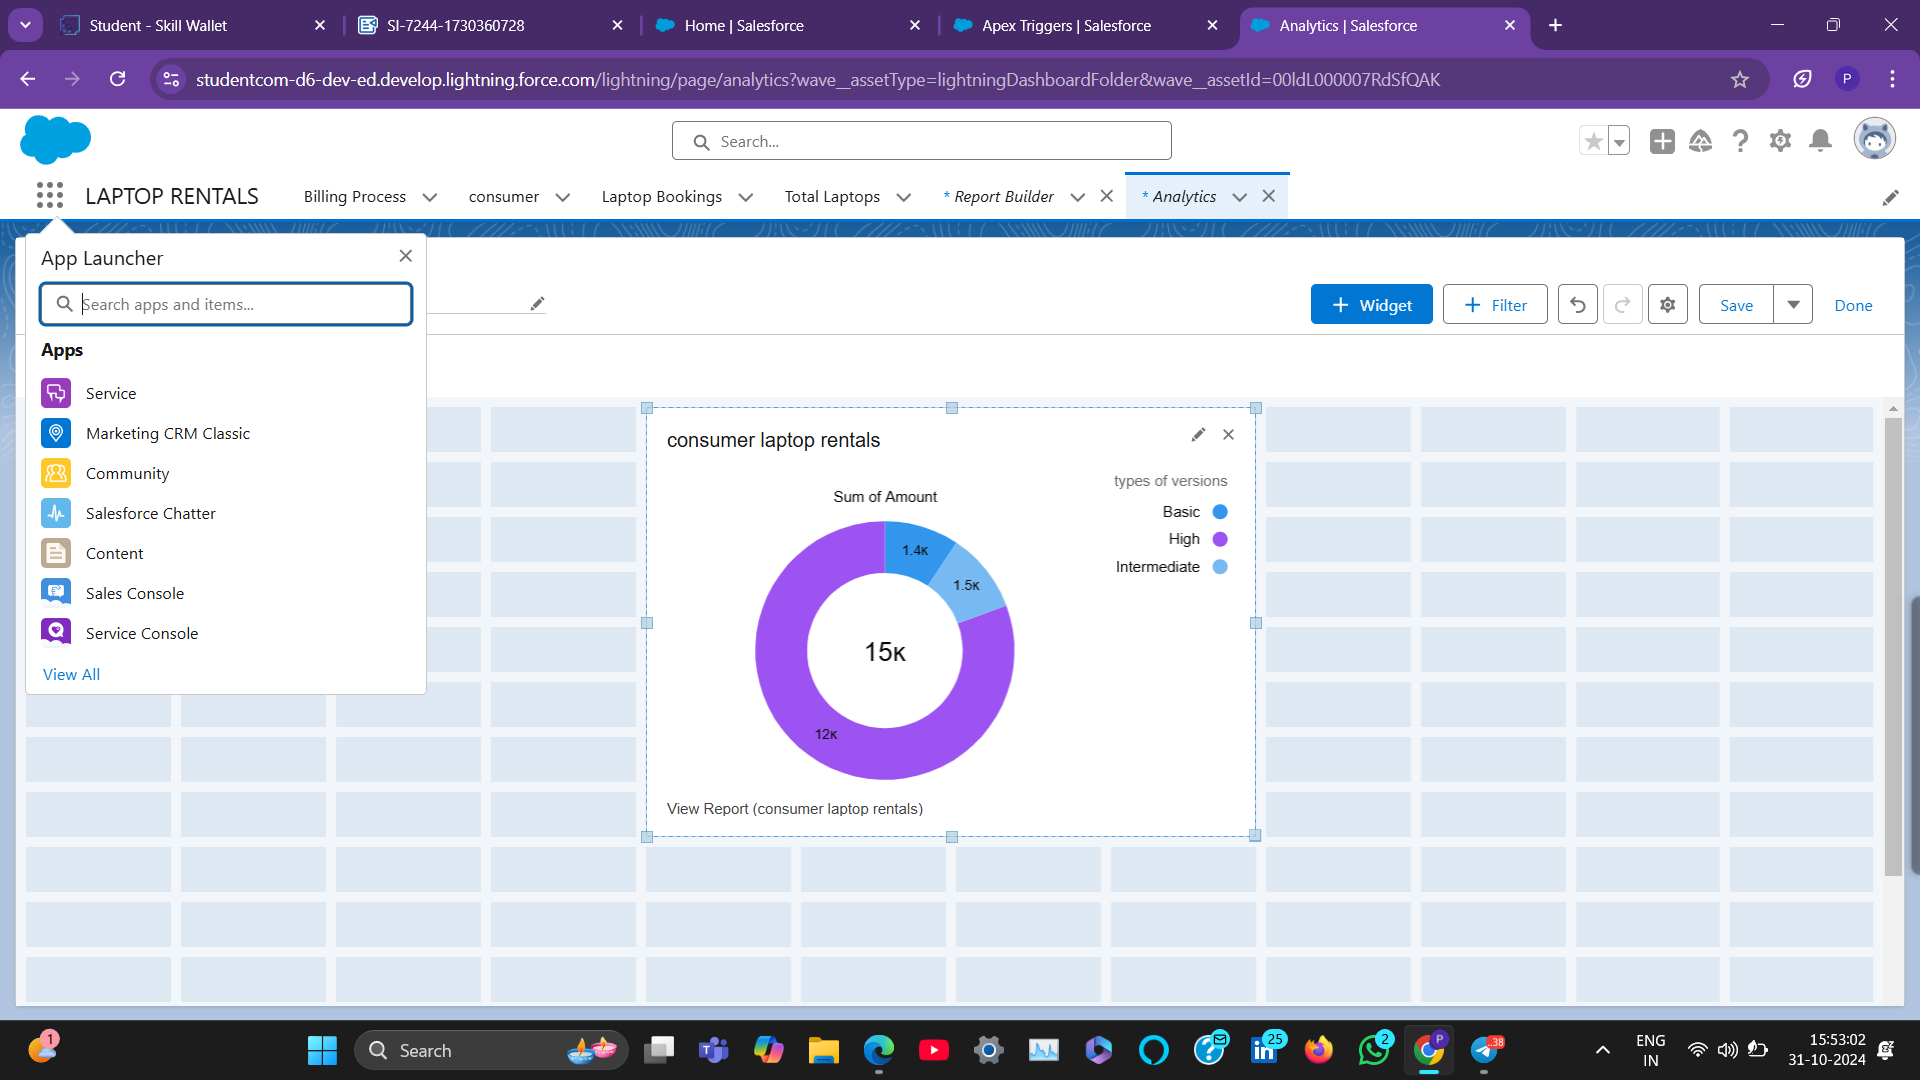 Student - Skill Wallet
SI-7244-1730360728
Home | Salesforce
Apex Triggers | Salesforce
Analytics | Salesforce
studentcom-d6-dev-ed.develop.lightning.force.com/lightning/page/analytics?wave__assetType=lightningDashboardFolder&wave__assetId=00ldL000007RdSfQAK
P
Search...
LAPTOP RENTALS
Billing Process
consumer
Laptop Bookings
Total Laptops
* Report Builder
* Analytics
App Launcher
Search apps and items...
Widget
Filter
Save
Done
Apps
Service
Marketing CRM Classic
Community
Salesforce Chatter
Content
Sales Console
Service Console
View All
consumer laptop rentals
types of versions
Sum of Amount
Basic
High
Intermediate
1.4K
1.5K
15K
12K
View Report (consumer laptop rentals)
1
Search
25
2
P
38
ENG
IN
15:53:02
31-10-2024